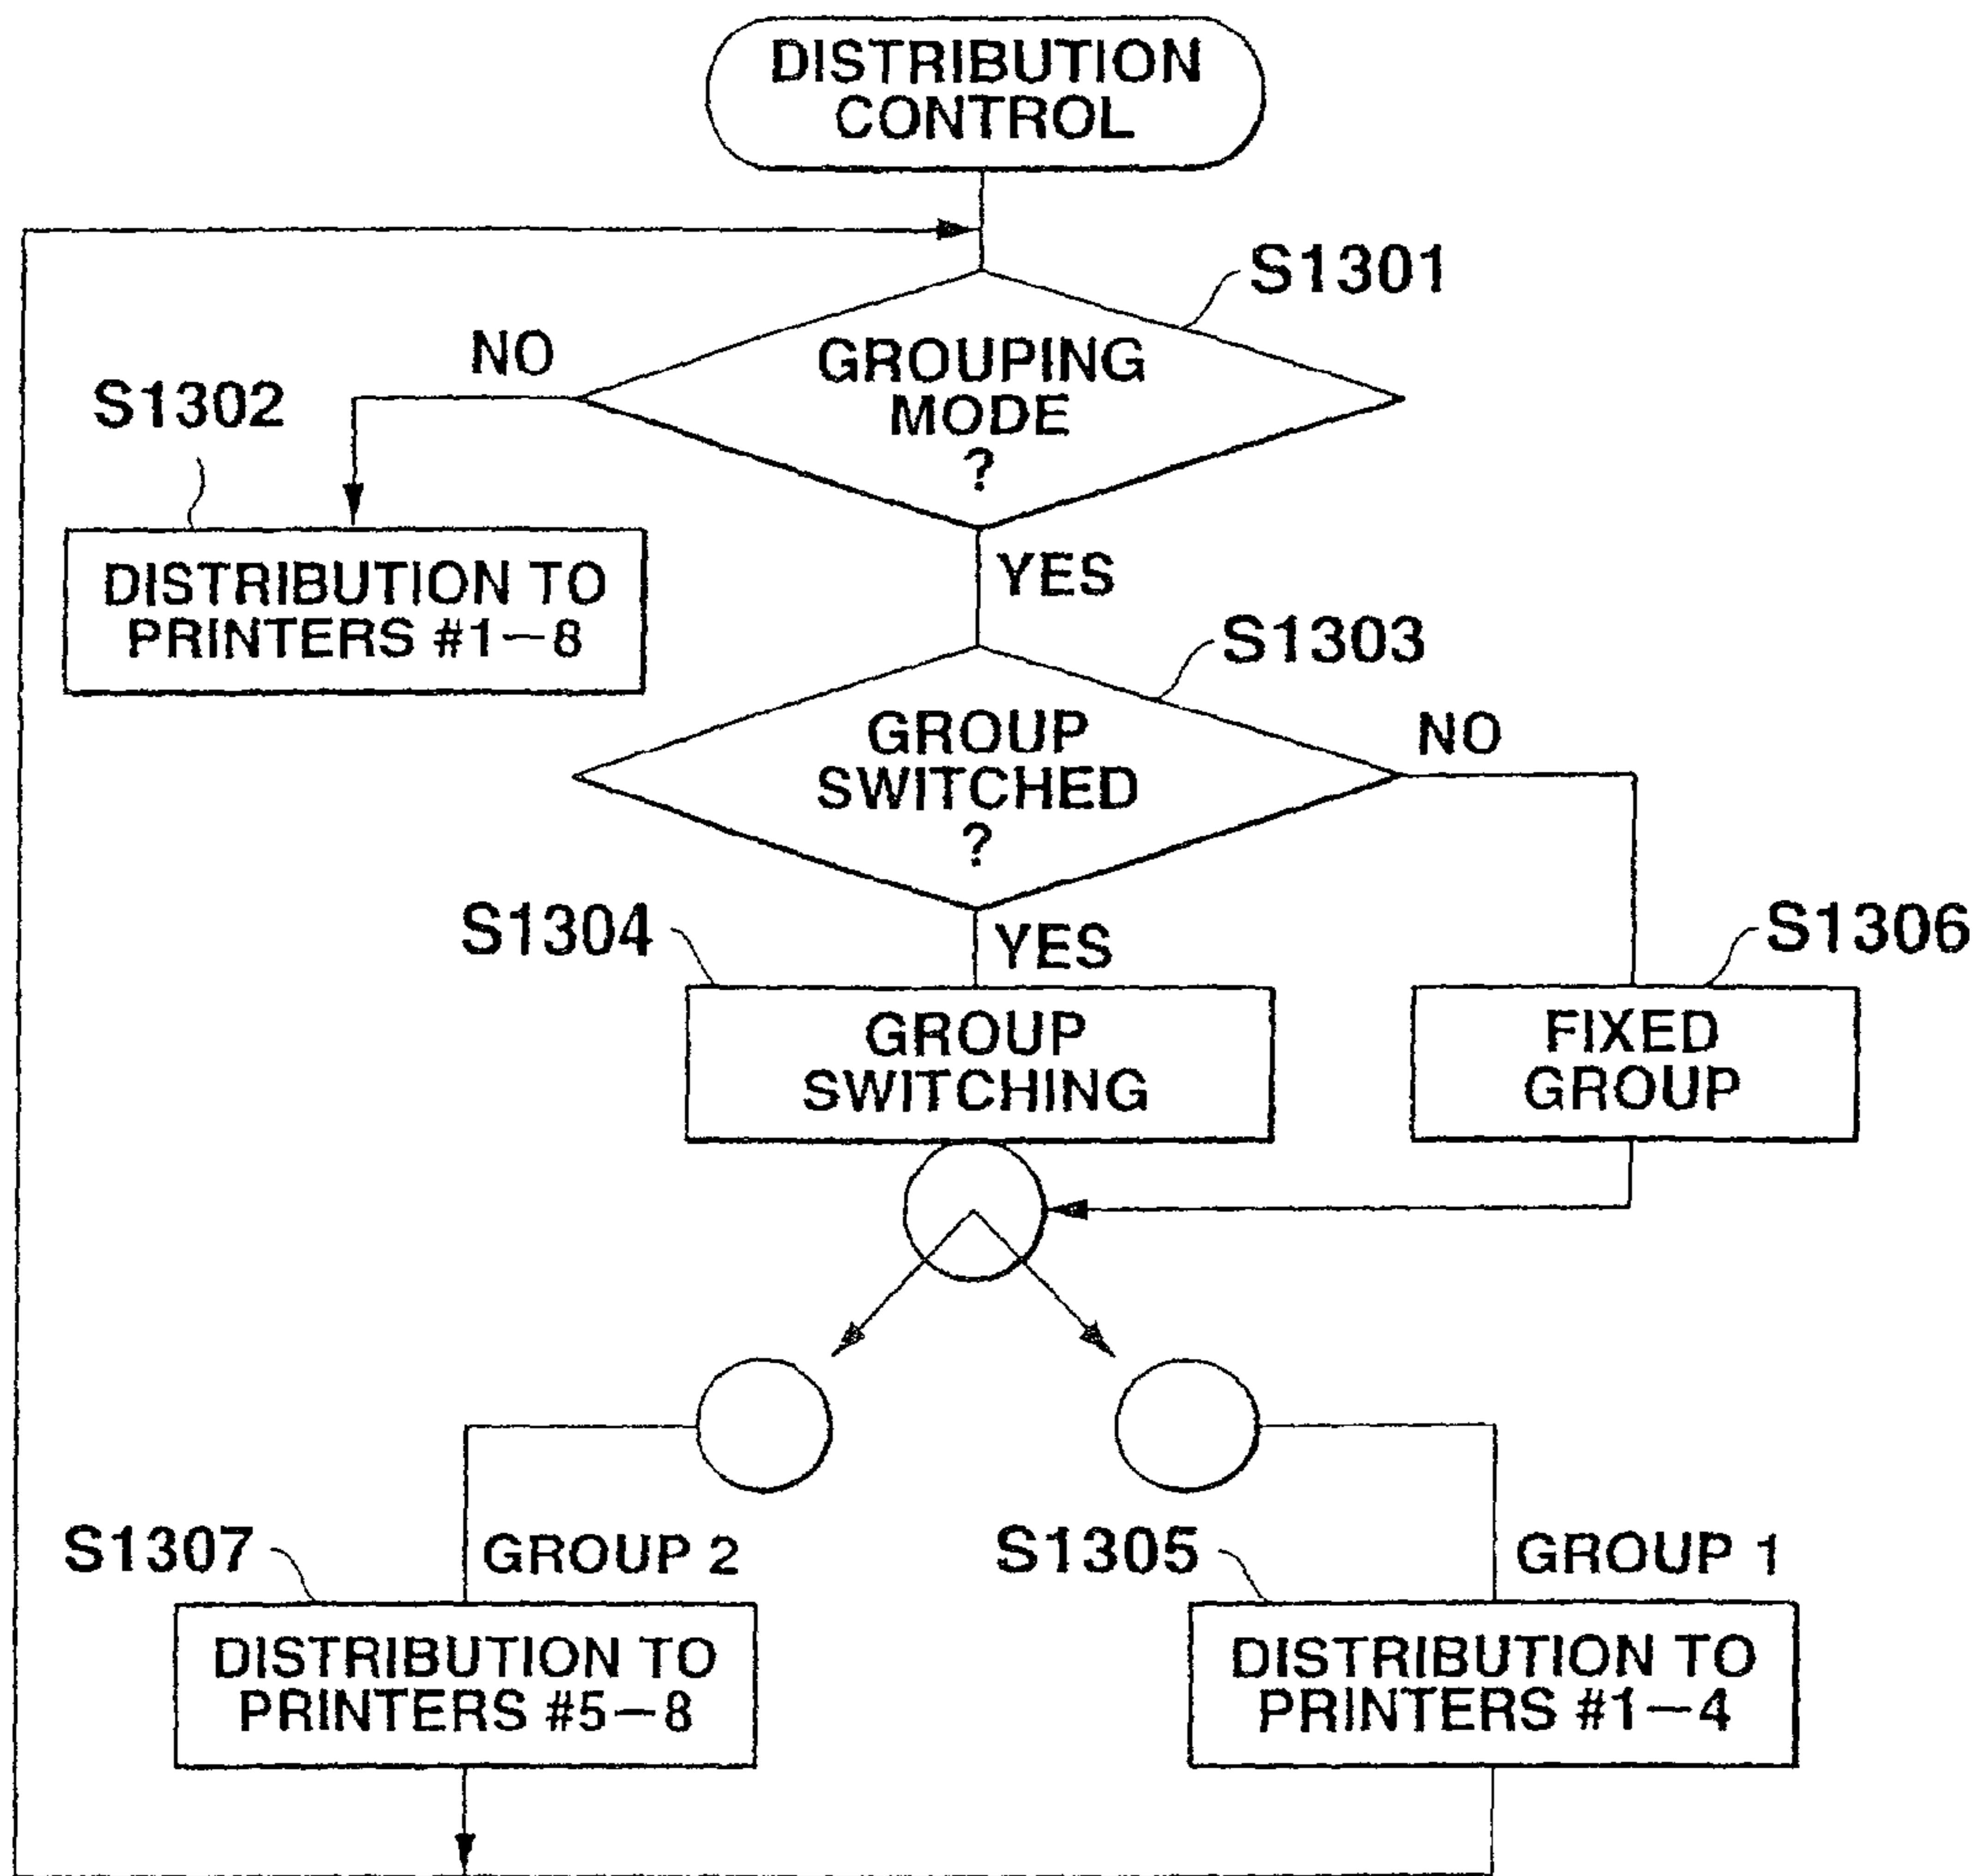 DISTRIBUTION
CONTROL
S1301
NO
GROUPING
MODE
?
S1302
DISTRIBUTION TO
PRINTERS #1—8
YES
S1303
GROUP
SWITCHED
?
NO
S1304
YES
S1306
GROUP
SWITCHING
FIXED
GROUP
S1307
GROUP 2
S1305
GROUP 1
DISTRIBUTION TO
PRINTERS #5—8
DISTRIBUTION TO
PRINTERS #1—4